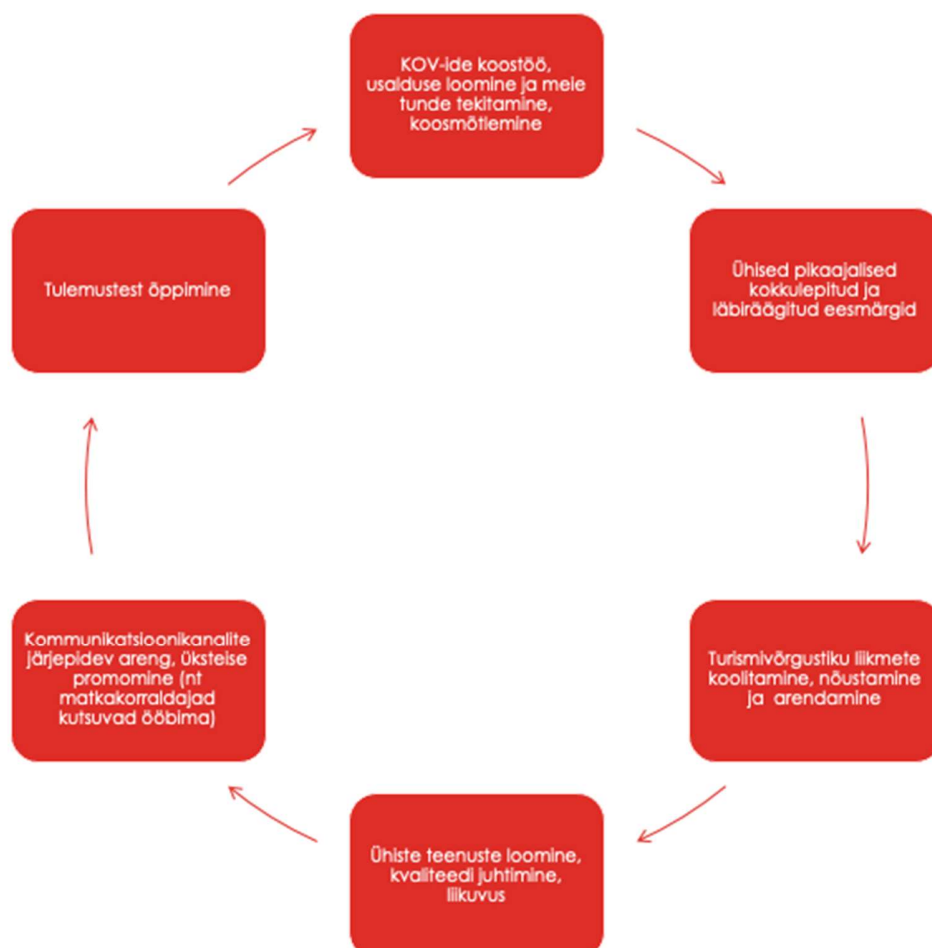 KOV-ide koostöö,
usalduse loomine ja meie
tunde tekitamine,
koosmõtlemine
Ühised pikaajalised
kokkulepitud ja
läbiräägitud eesmärgid
Turismivõrgustiku liikmete
koolitamine, nõustamine
ja arendamine
Ühiste teenuste loomine,
kvaliteedi juhtimine,
liikuvus
Kommunikatsioonikanalite
järjepidev areng, üksteise
promomine (nt
matkakorraldajad
kutsuvad ööbima)
Tulemustest õppimine